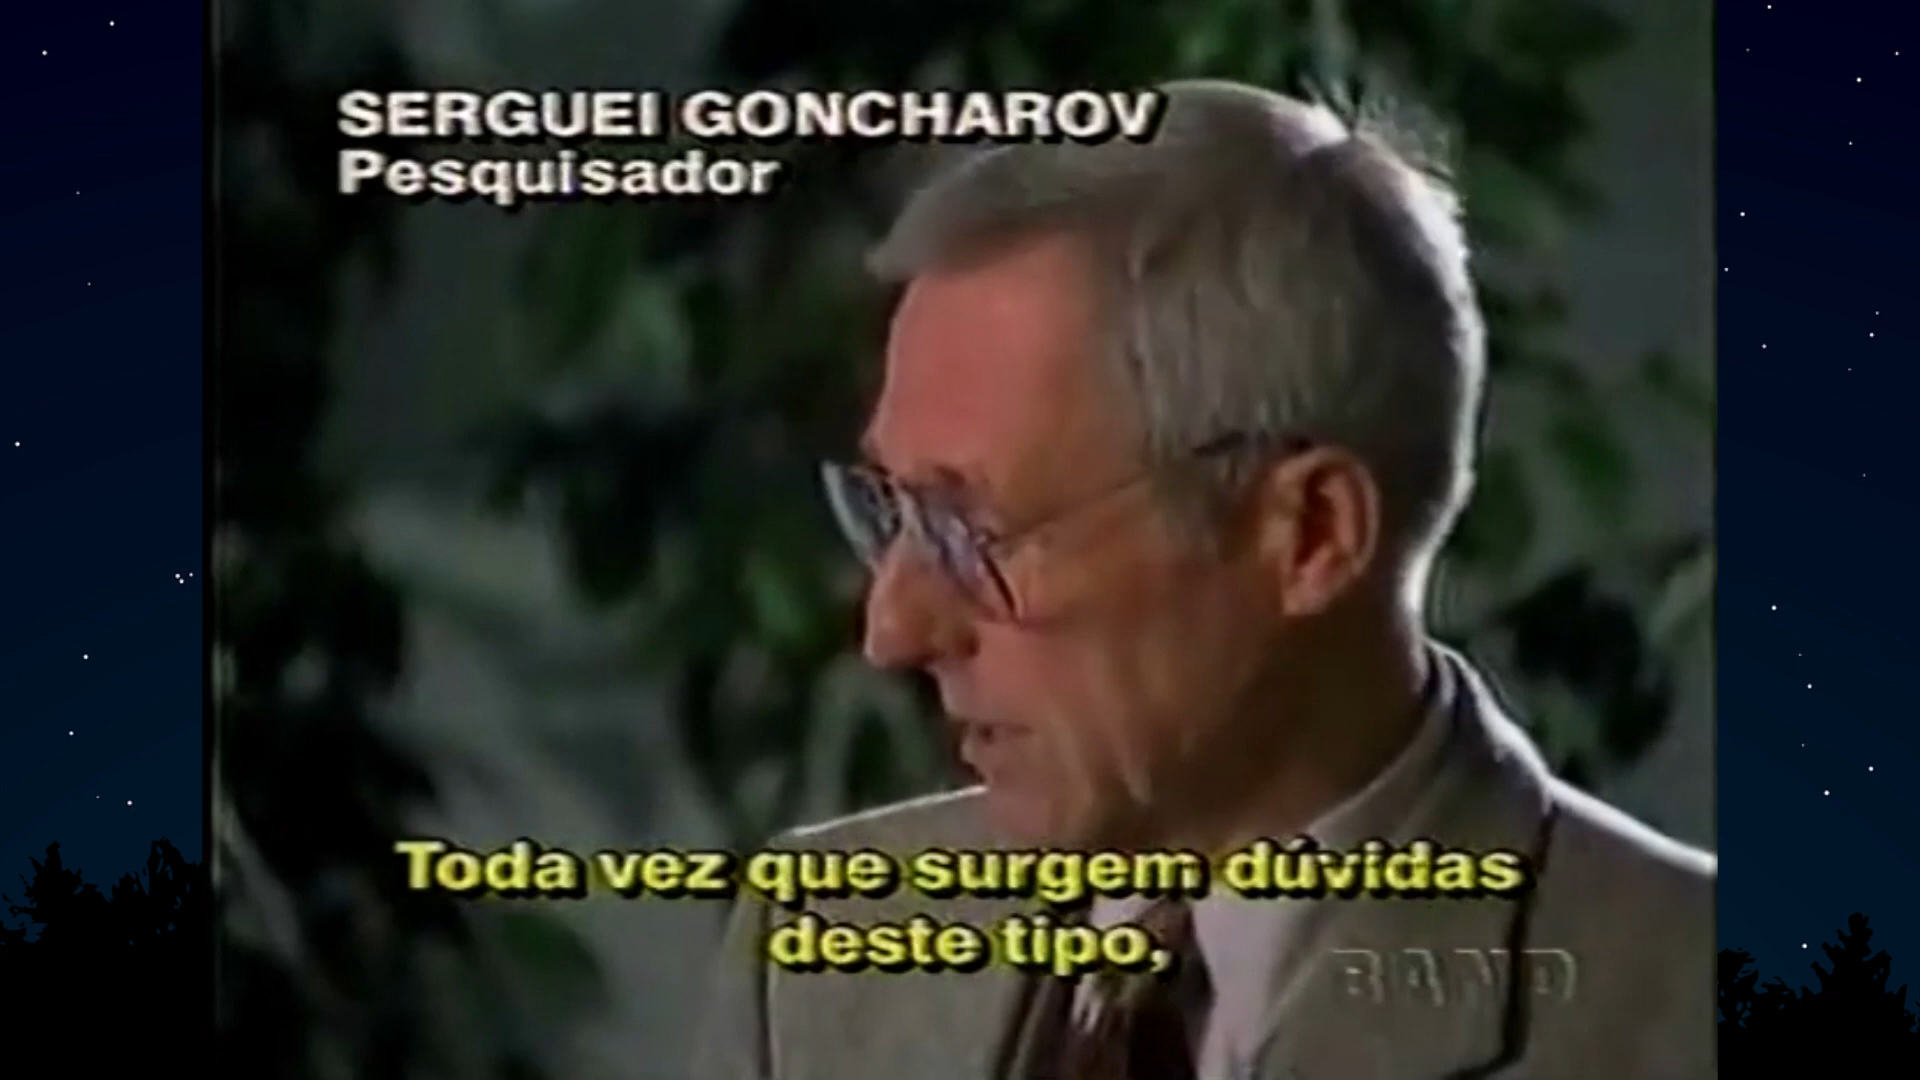 SERGUEI GONCHAROV
Pesquisador
Toda vez que surgem dúvidas
deste tipo,
BAND